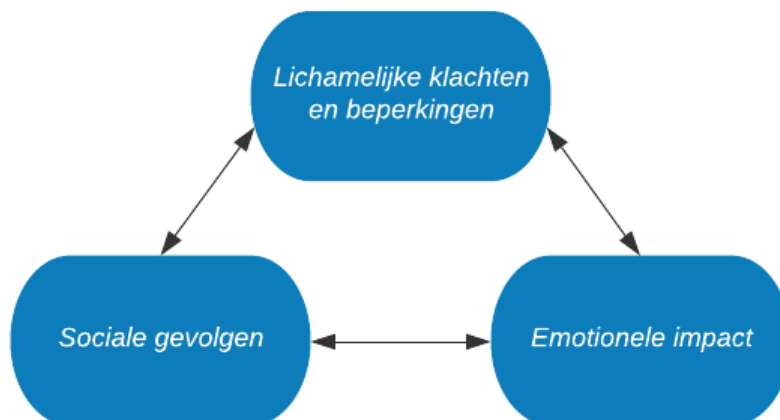 Lichamelijke klachten
en beperkingen
Sociale gevolgen
Emotionele impact